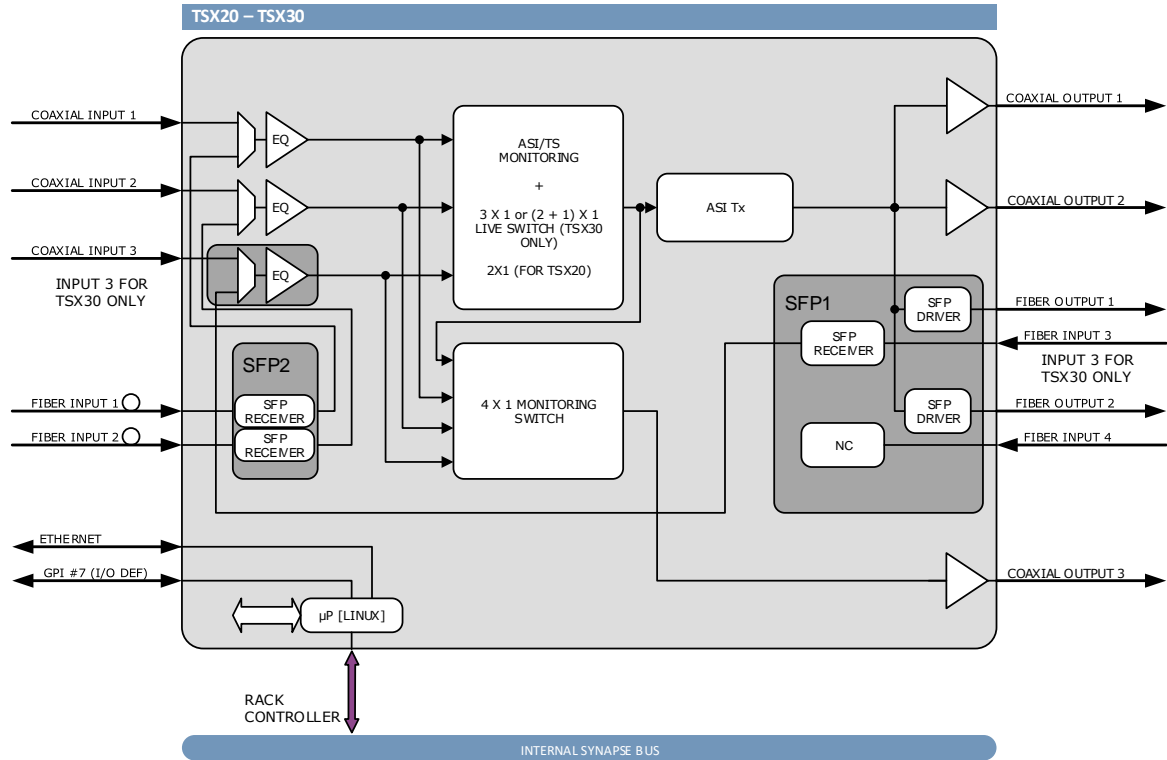 TSX20 – TSX30
COAXIAL INPUT 1
COAXIAL INPUT 2
COAXIAL INPUT 3
INPUT 3 FOR
TSX30 ONLY
EQ
EQ
EQ
ASI/TS
MONITORING
+
3 X 1 or (2 + 1) X 1
LIVE SWITCH (TSX30
ONLY)
2X1 (FOR TSX20)
ASI Tx
COAXIAL OUTPUT 1
COAXIAL OUTPUT 2
SFP1
SFP
DRIVER
SFP
RECEIVER
SFP
DRIVER
NC
FIBER OUTPUT 1
FIBER INPUT 3
INPUT 3 FOR
TSX30 ONLY
FIBER OUTPUT 2
FIBER INPUT 4
SFP2
SFP
RECEIVER
SFP
RECEIVER
FIBER INPUT 1
FIBER INPUT 2
4 X 1 MONITORING
SWITCH
ETHERNET
GPI #7 (I/O DEF)
µP [LINUX]
COAXIAL OUTPUT 3
RACK
CONTROLLER
INTERNAL SYNAPSE BUS